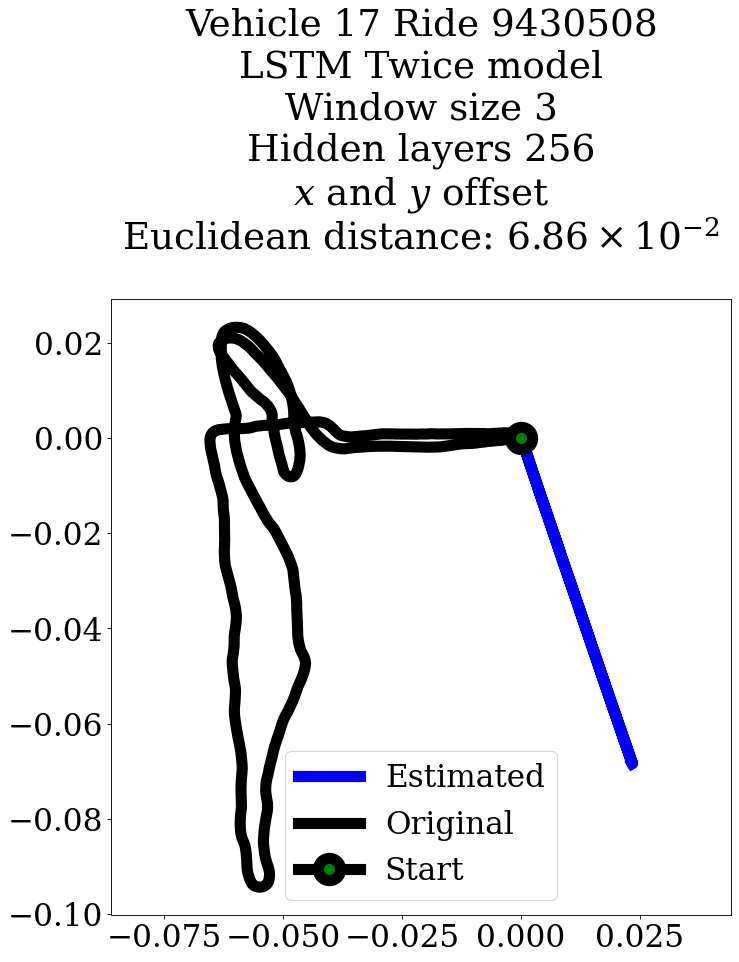 Vehicle 17 Ride 9430508
LSTM Twice model
Window size 3
Hidden layers 256
x and y offset
Euclidean distance: 6.86 × 10⁻²
0.02
0.00
−0.02
−0.04
−0.06
−0.08
−0.10
Estimated
Original
Start
−0.075 −0.050 −0.025 0.000 0.025